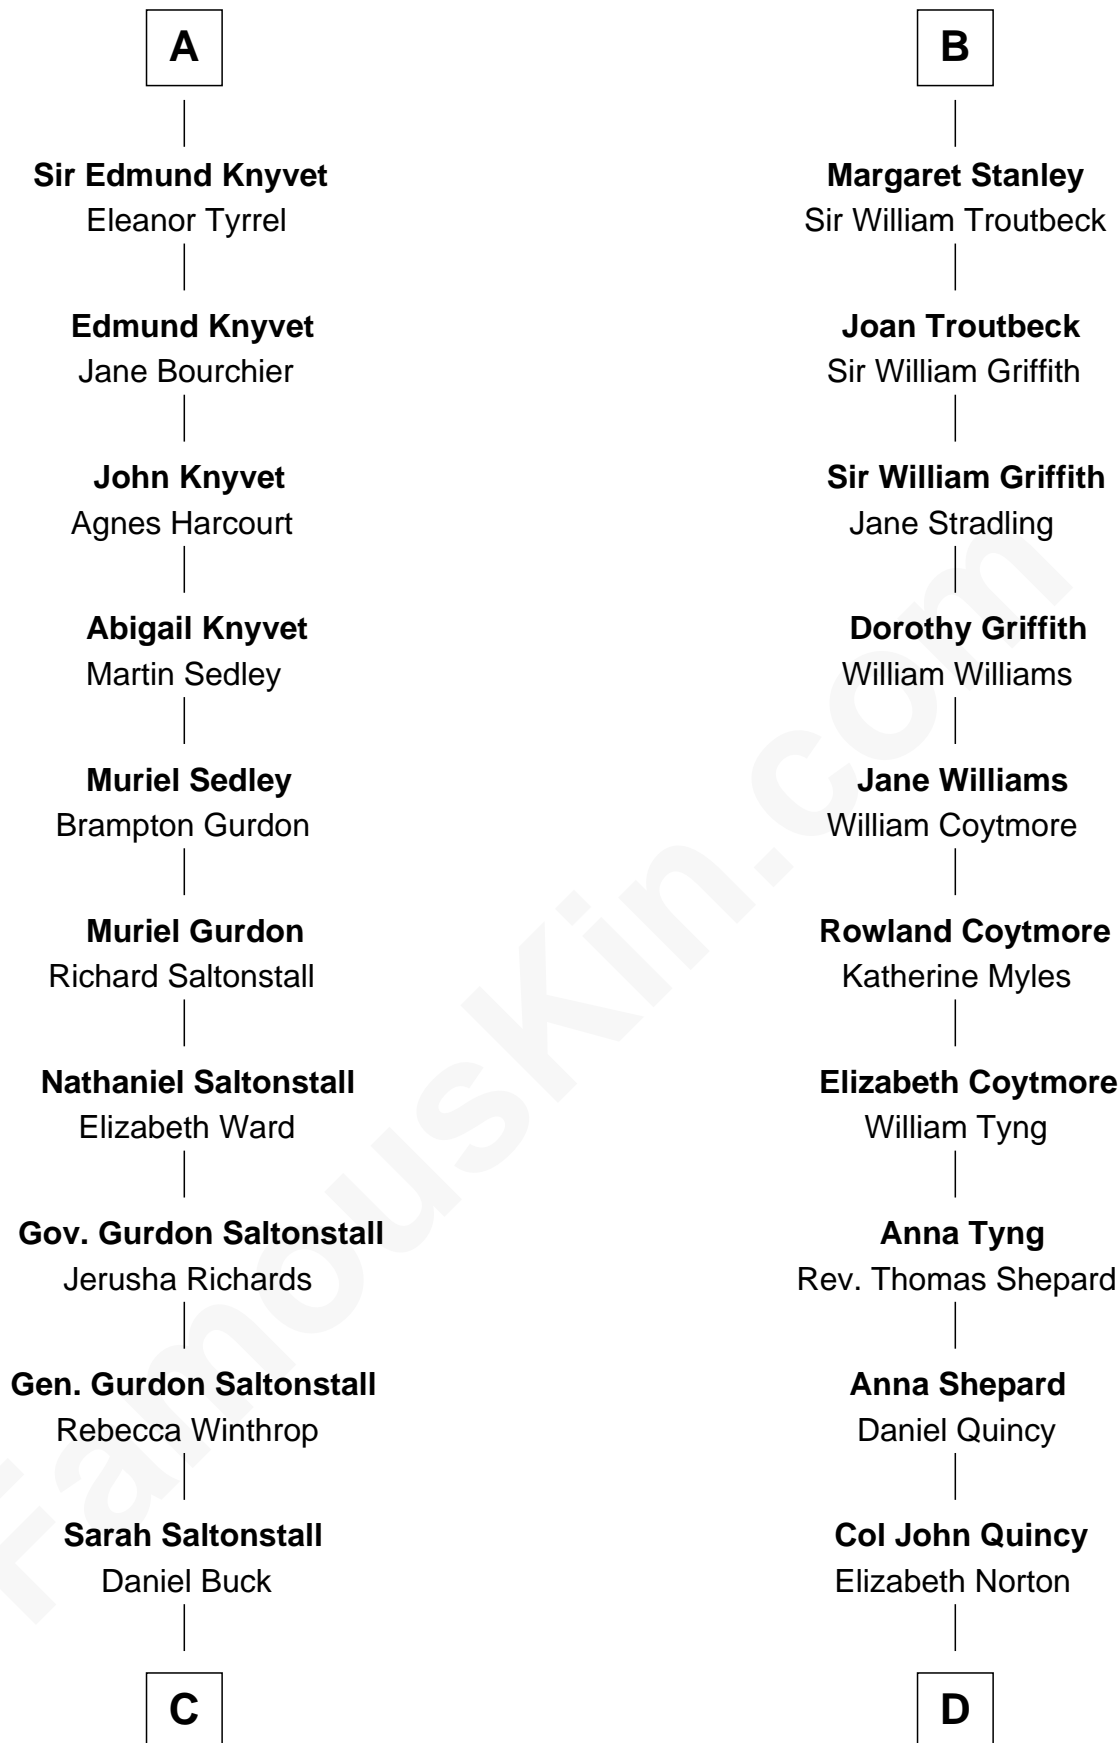 A
Sir Edmund Knyvet
Eleanor Tyrrel
Edmund Knyvet
Jane Bourchier
John Knyvet
Agnes Harcourt
Abigail Knyvet
Martin Sedley
Muriel Sedley
Brampton Gurdon
Muriel Gurdon
Richard Saltonstall
Nathaniel Saltonstall
Elizabeth Ward
Gov. Gurdon Saltonstall
Jerusha Richards
Gen. Gurdon Saltonstall
Rebecca Winthrop
Sarah Saltonstall
Daniel Buck
C
B
Margaret Stanley
Sir William Troutbeck
Joan Troutbeck
Sir William Griffith
Sir William Griffith
Jane Stradling
Dorothy Griffith
William Williams
Jane Williams
William Coytmore
Rowland Coytmore
Katherine Myles
Elizabeth Coytmore
William Tyng
Anna Tyng
Rev. Thomas Shepard
Anna Shepard
Daniel Quincy
Col John Quincy
Elizabeth Norton
D
FamousKin.com